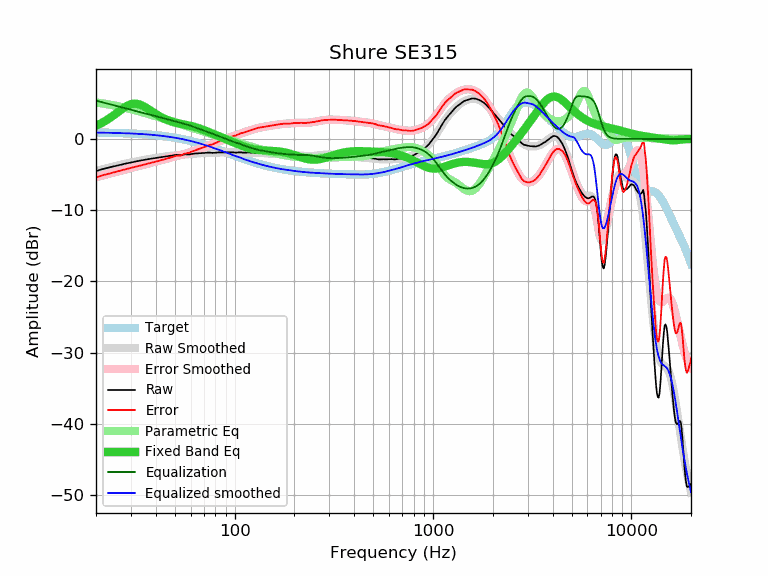 Shure SE315
Amplitude (dBr)
0
−10
−20
−30
−40
−50
Target
Raw Smoothed
Error Smoothed
Raw
Error
Parametric Eq
Fixed Band Eq
Equalization
Equalized smoothed
100 1000 10000
Frequency (Hz)